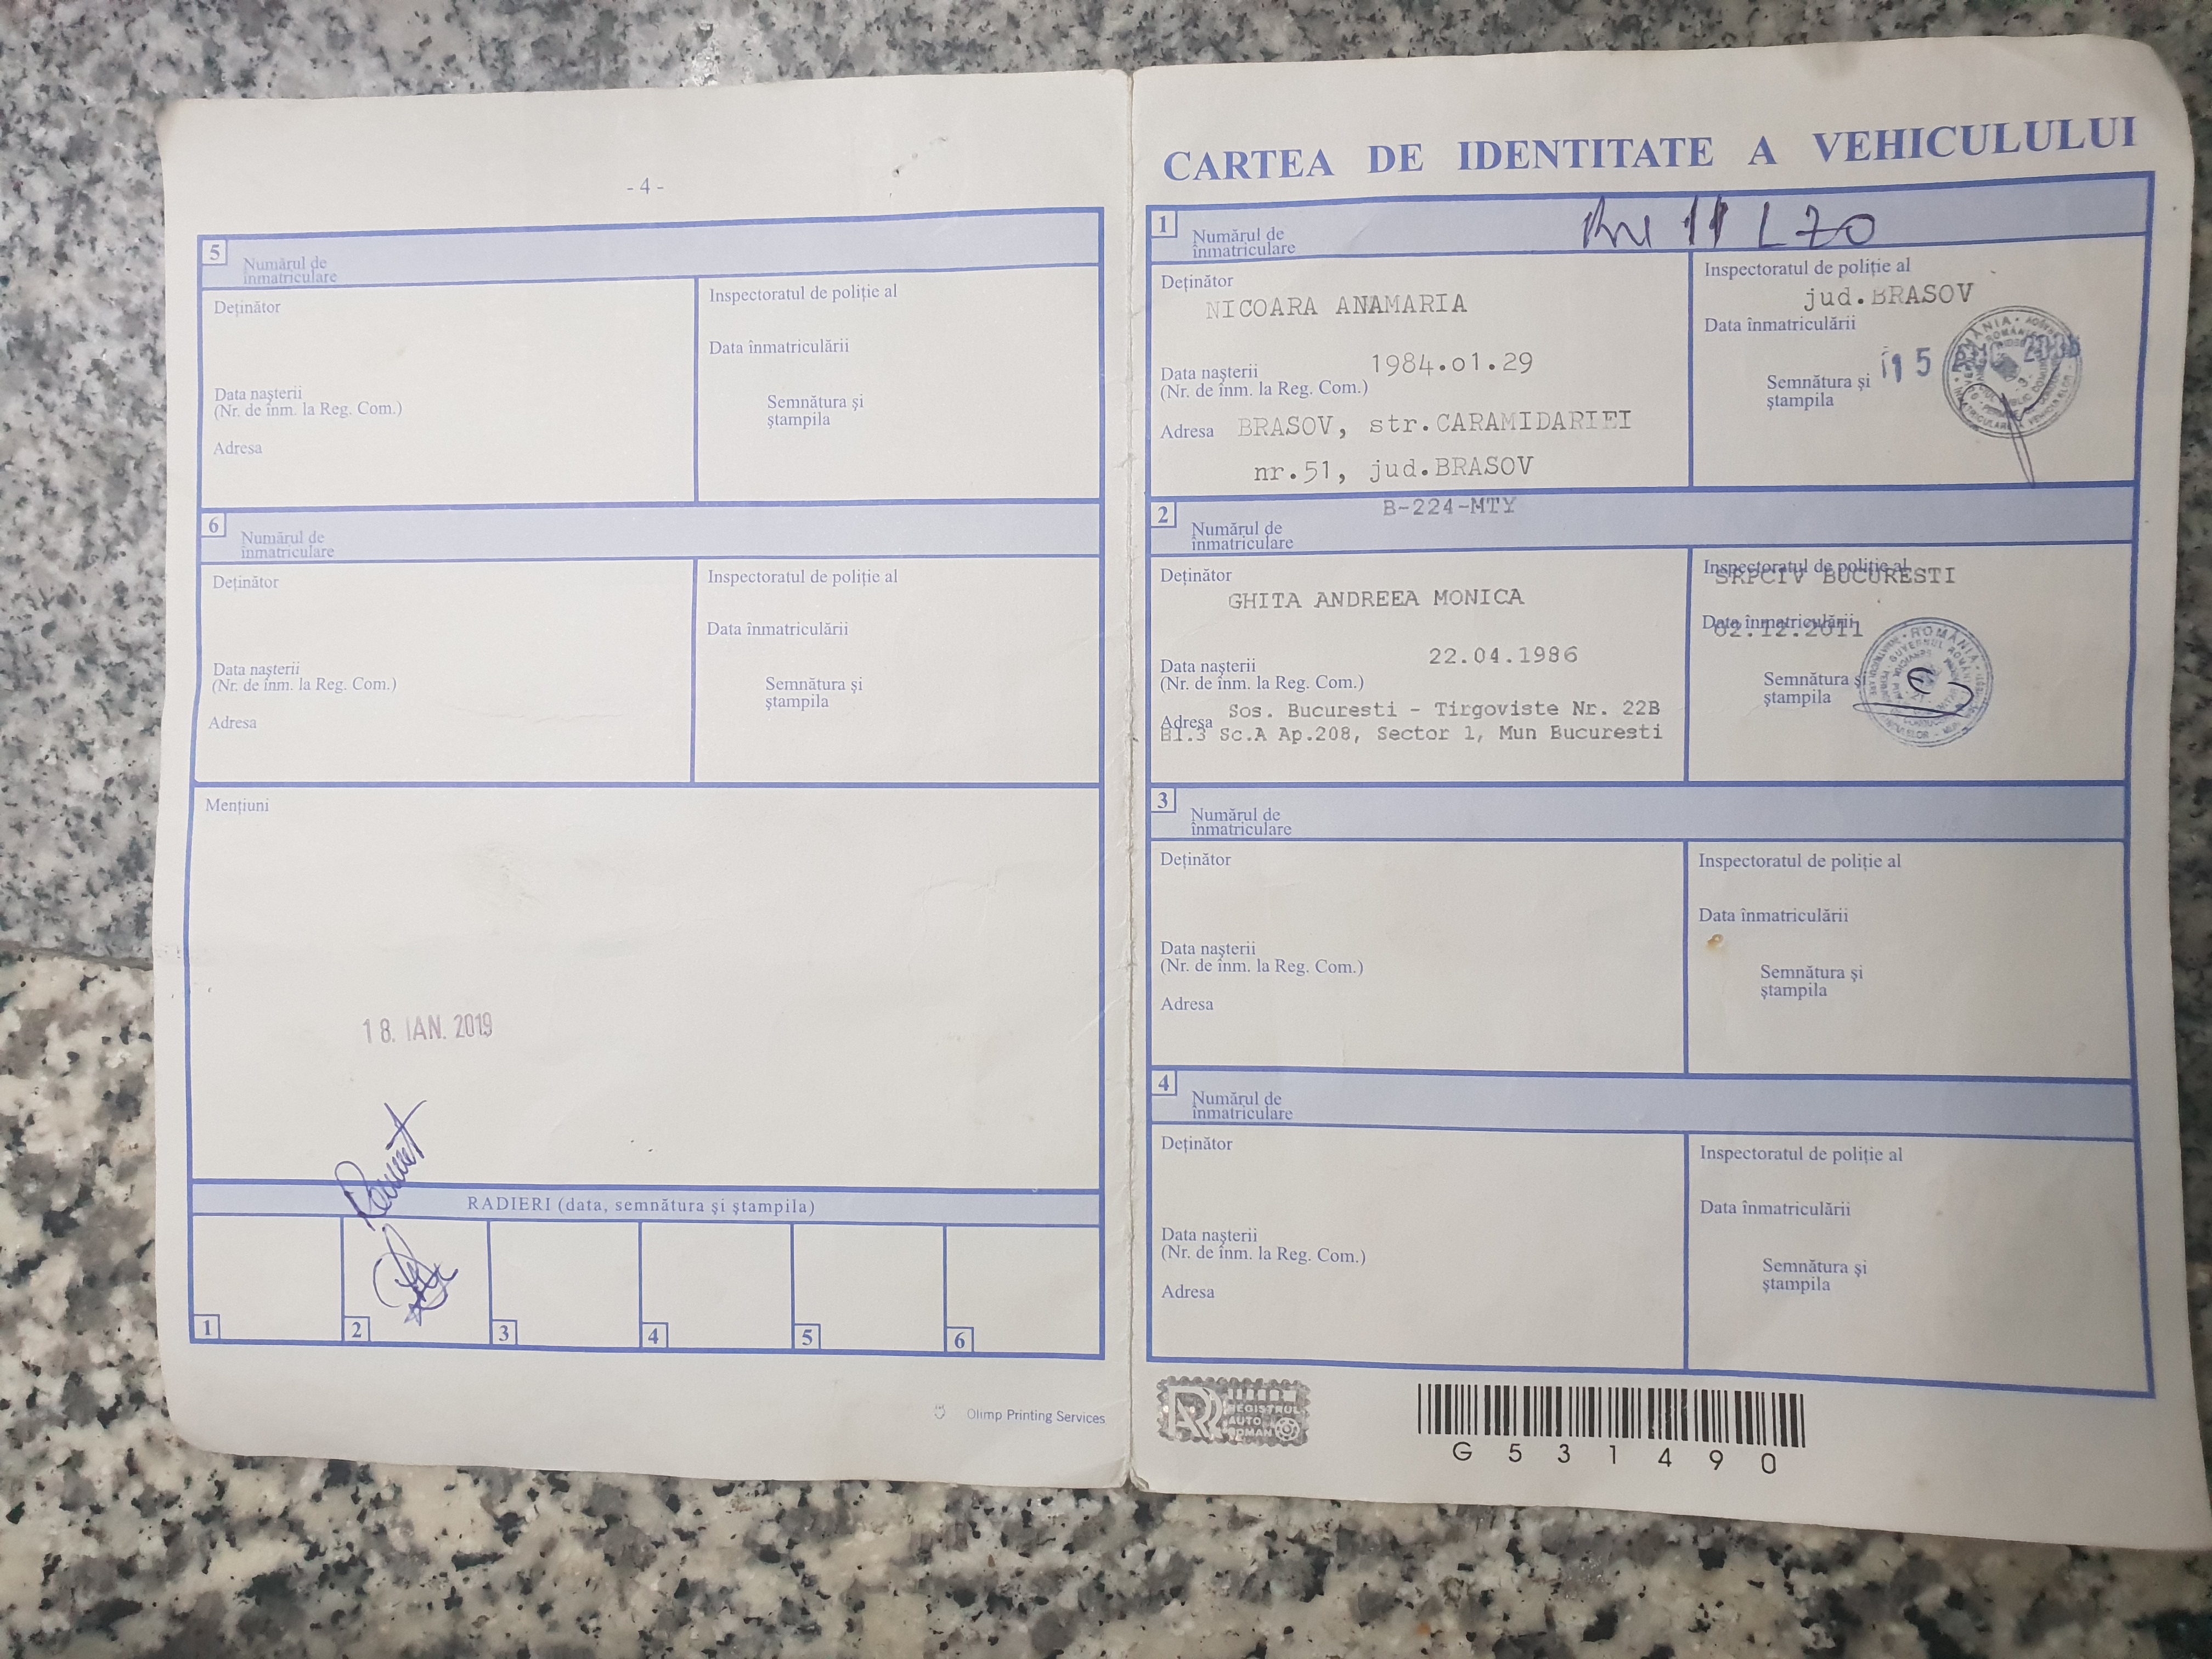 - 4 -
5
Numărul de
înmatriculare
Deținător
Inspectoratul de poliție al
Data înmatriculării
Data nașterii
(Nr. de înm. la Reg. Com.)
Semnătura și
ștampila
Adresa
6
Numărul de
înmatriculare
Deținător
Inspectoratul de poliție al
Data înmatriculării
Data nașterii
(Nr. de înm. la Reg. Com.)
Semnătura și
ștampila
Adresa
Mențiuni
18. IAN. 2019
RADIERI (data, semnătura și ștampila)
1 2 3 4 5 6
Olimp Printing Services
CARTEA DE IDENTITATE A VEHICULULUI
1
Numărul de
înmatriculare
11 LZO
Deținător
NICOARA ANAMARIA
Inspectoratul de poliție al
jud.BRASOV
Data înmatriculării
15
Data nașterii 1984.o1.29
(Nr. de înm. la Reg. Com.)
Semnătura și
ștampila
Adresa BRASOV, str.CARAMIDARIEI
nr.51, jud.BRASOV
2
B-224-MTY
Numărul de
înmatriculare
Deținător
GHITA ANDREEA MONICA
Inspectoratul de poliție al
SRPCIV BUCURESTI
Data înmatriculării
02.12.2011
Data nașterii 22.04.1986
(Nr. de înm. la Reg. Com.)
Semnătura și
ștampila
ROMÂNIA
Adresa Sos. Bucuresti - Tirgoviste Nr. 22B
Bl.3 Sc.A Ap.208, Sector 1, Mun Bucuresti
3
Numărul de
înmatriculare
Deținător
Inspectoratul de poliție al
Data înmatriculării
Data nașterii
(Nr. de înm. la Reg. Com.)
Semnătura și
ștampila
Adresa
4
Numărul de
înmatriculare
Deținător
Inspectoratul de poliție al
Data înmatriculării
Data nașterii
(Nr. de înm. la Reg. Com.)
Semnătura și
ștampila
Adresa
RAR
REGISTRUL
AUTO
ROMAN
G531490